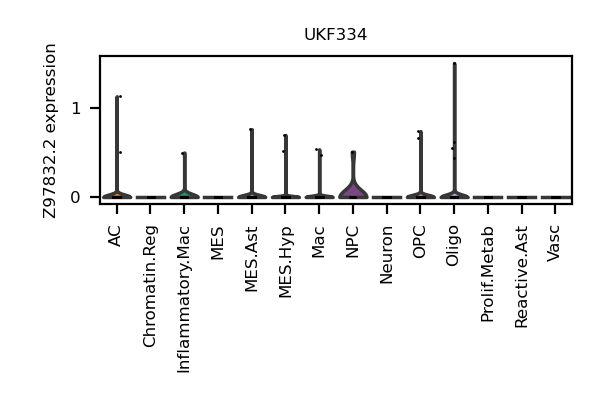 UKF334
Z97832.2 expression
1
0
AC
Chromatin.Reg
Inflammatory.Mac
MES
MES.Ast
MES.Hyp
Mac
NPC
Neuron
OPC
Oligo
Prolif.Metab
Reactive.Ast
Vasc